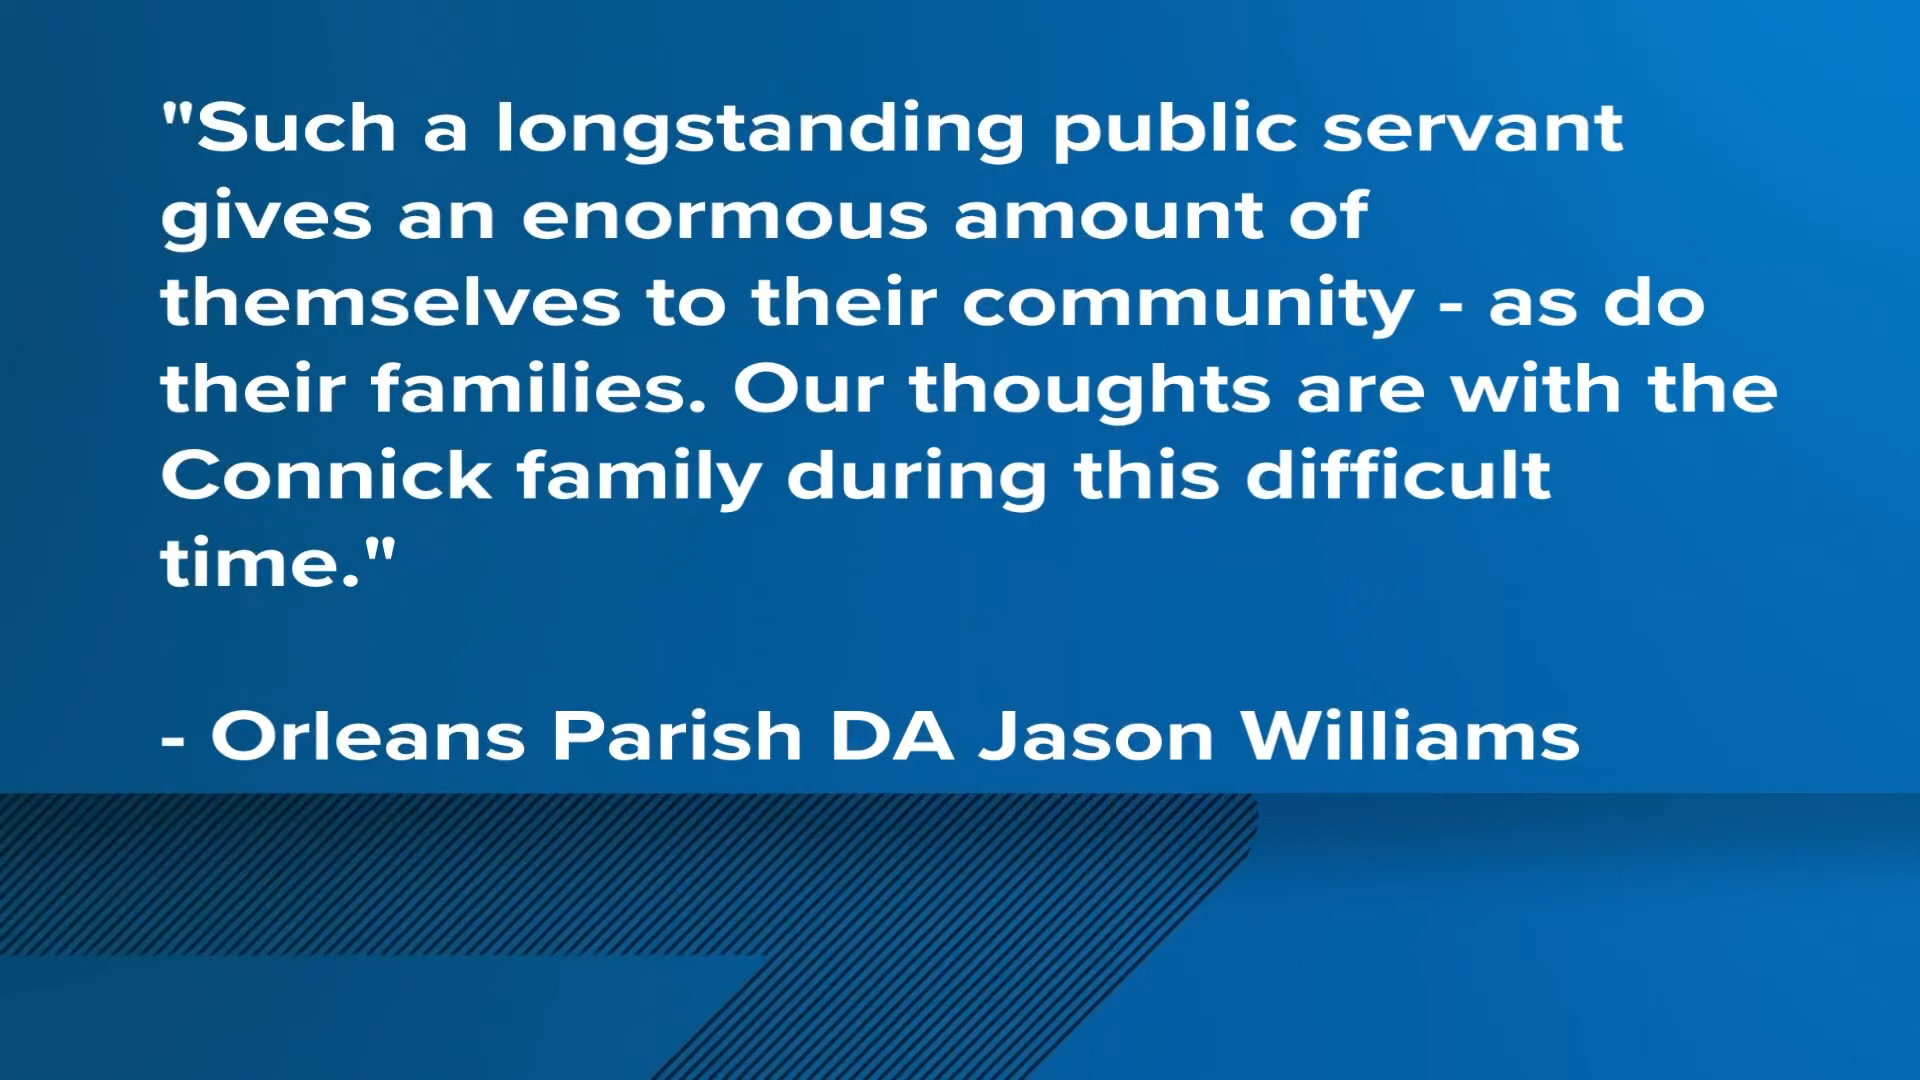 "Such a longstanding public servant
gives an enormous amount of
themselves to their community - as do
their families. Our thoughts are with the
Connick family during this difficult
time."
- Orleans Parish DA Jason Williams